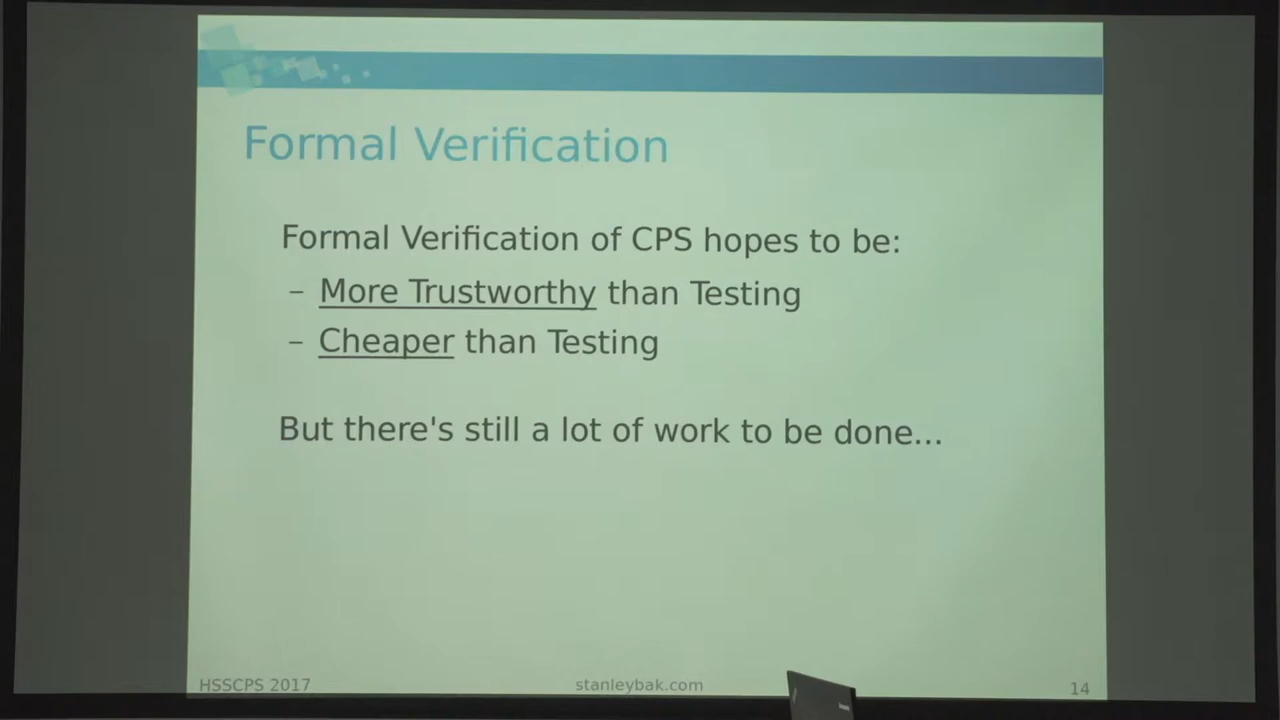 Formal Verification
Formal Verification of CPS hopes to be:
– More Trustworthy than Testing
– Cheaper than Testing
But there's still a lot of work to be done...
HSSCPS 2017
stanleybak.com
14